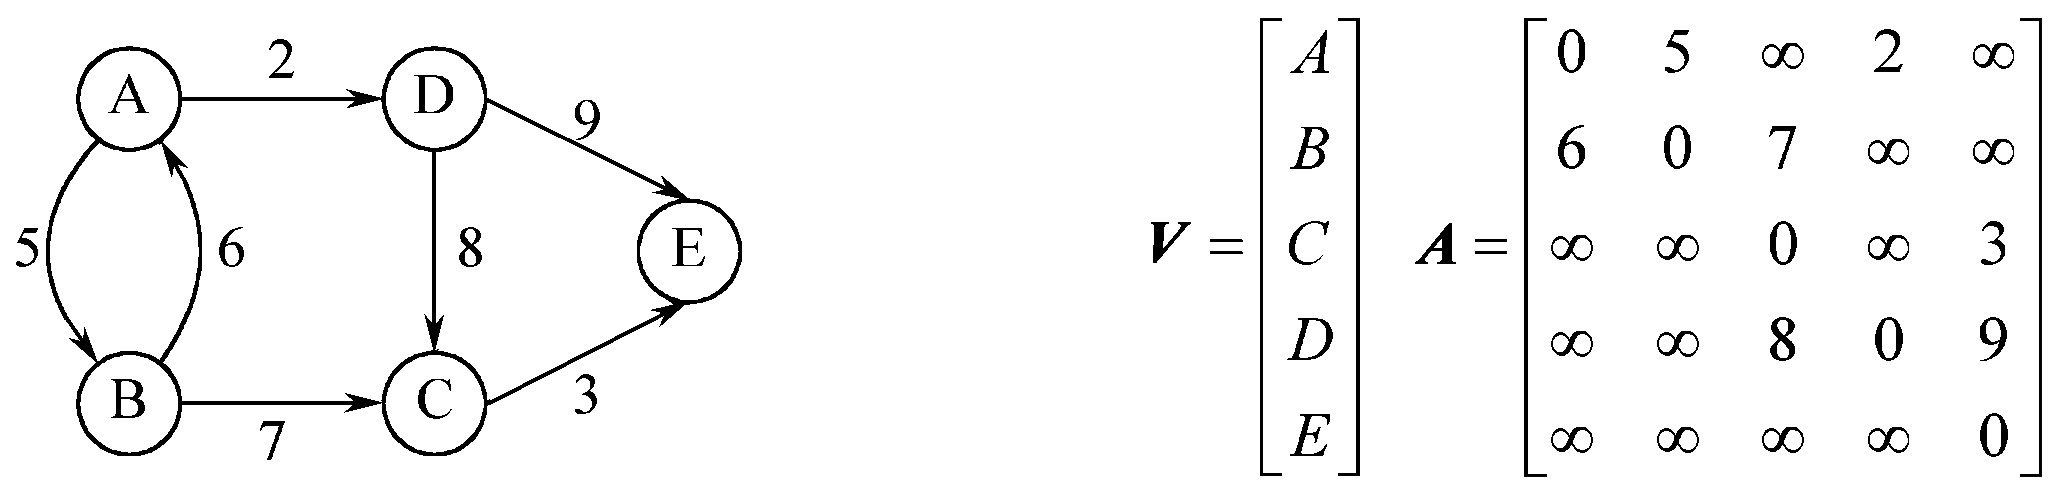 A 2 D 9
5 6 8 E
B 7 C 3
V = [A B C D E] A = [0 5 ∞ 2 ∞
6 0 7 ∞ ∞
∞ ∞ 0 ∞ 3
∞ ∞ 8 0 9
∞ ∞ ∞ ∞ 0]